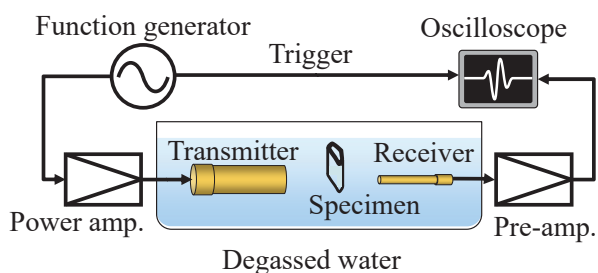 Function generator
Oscilloscope
Trigger
Transmitter
Receiver
Specimen
Power amp.
Pre-amp.
Degassed water